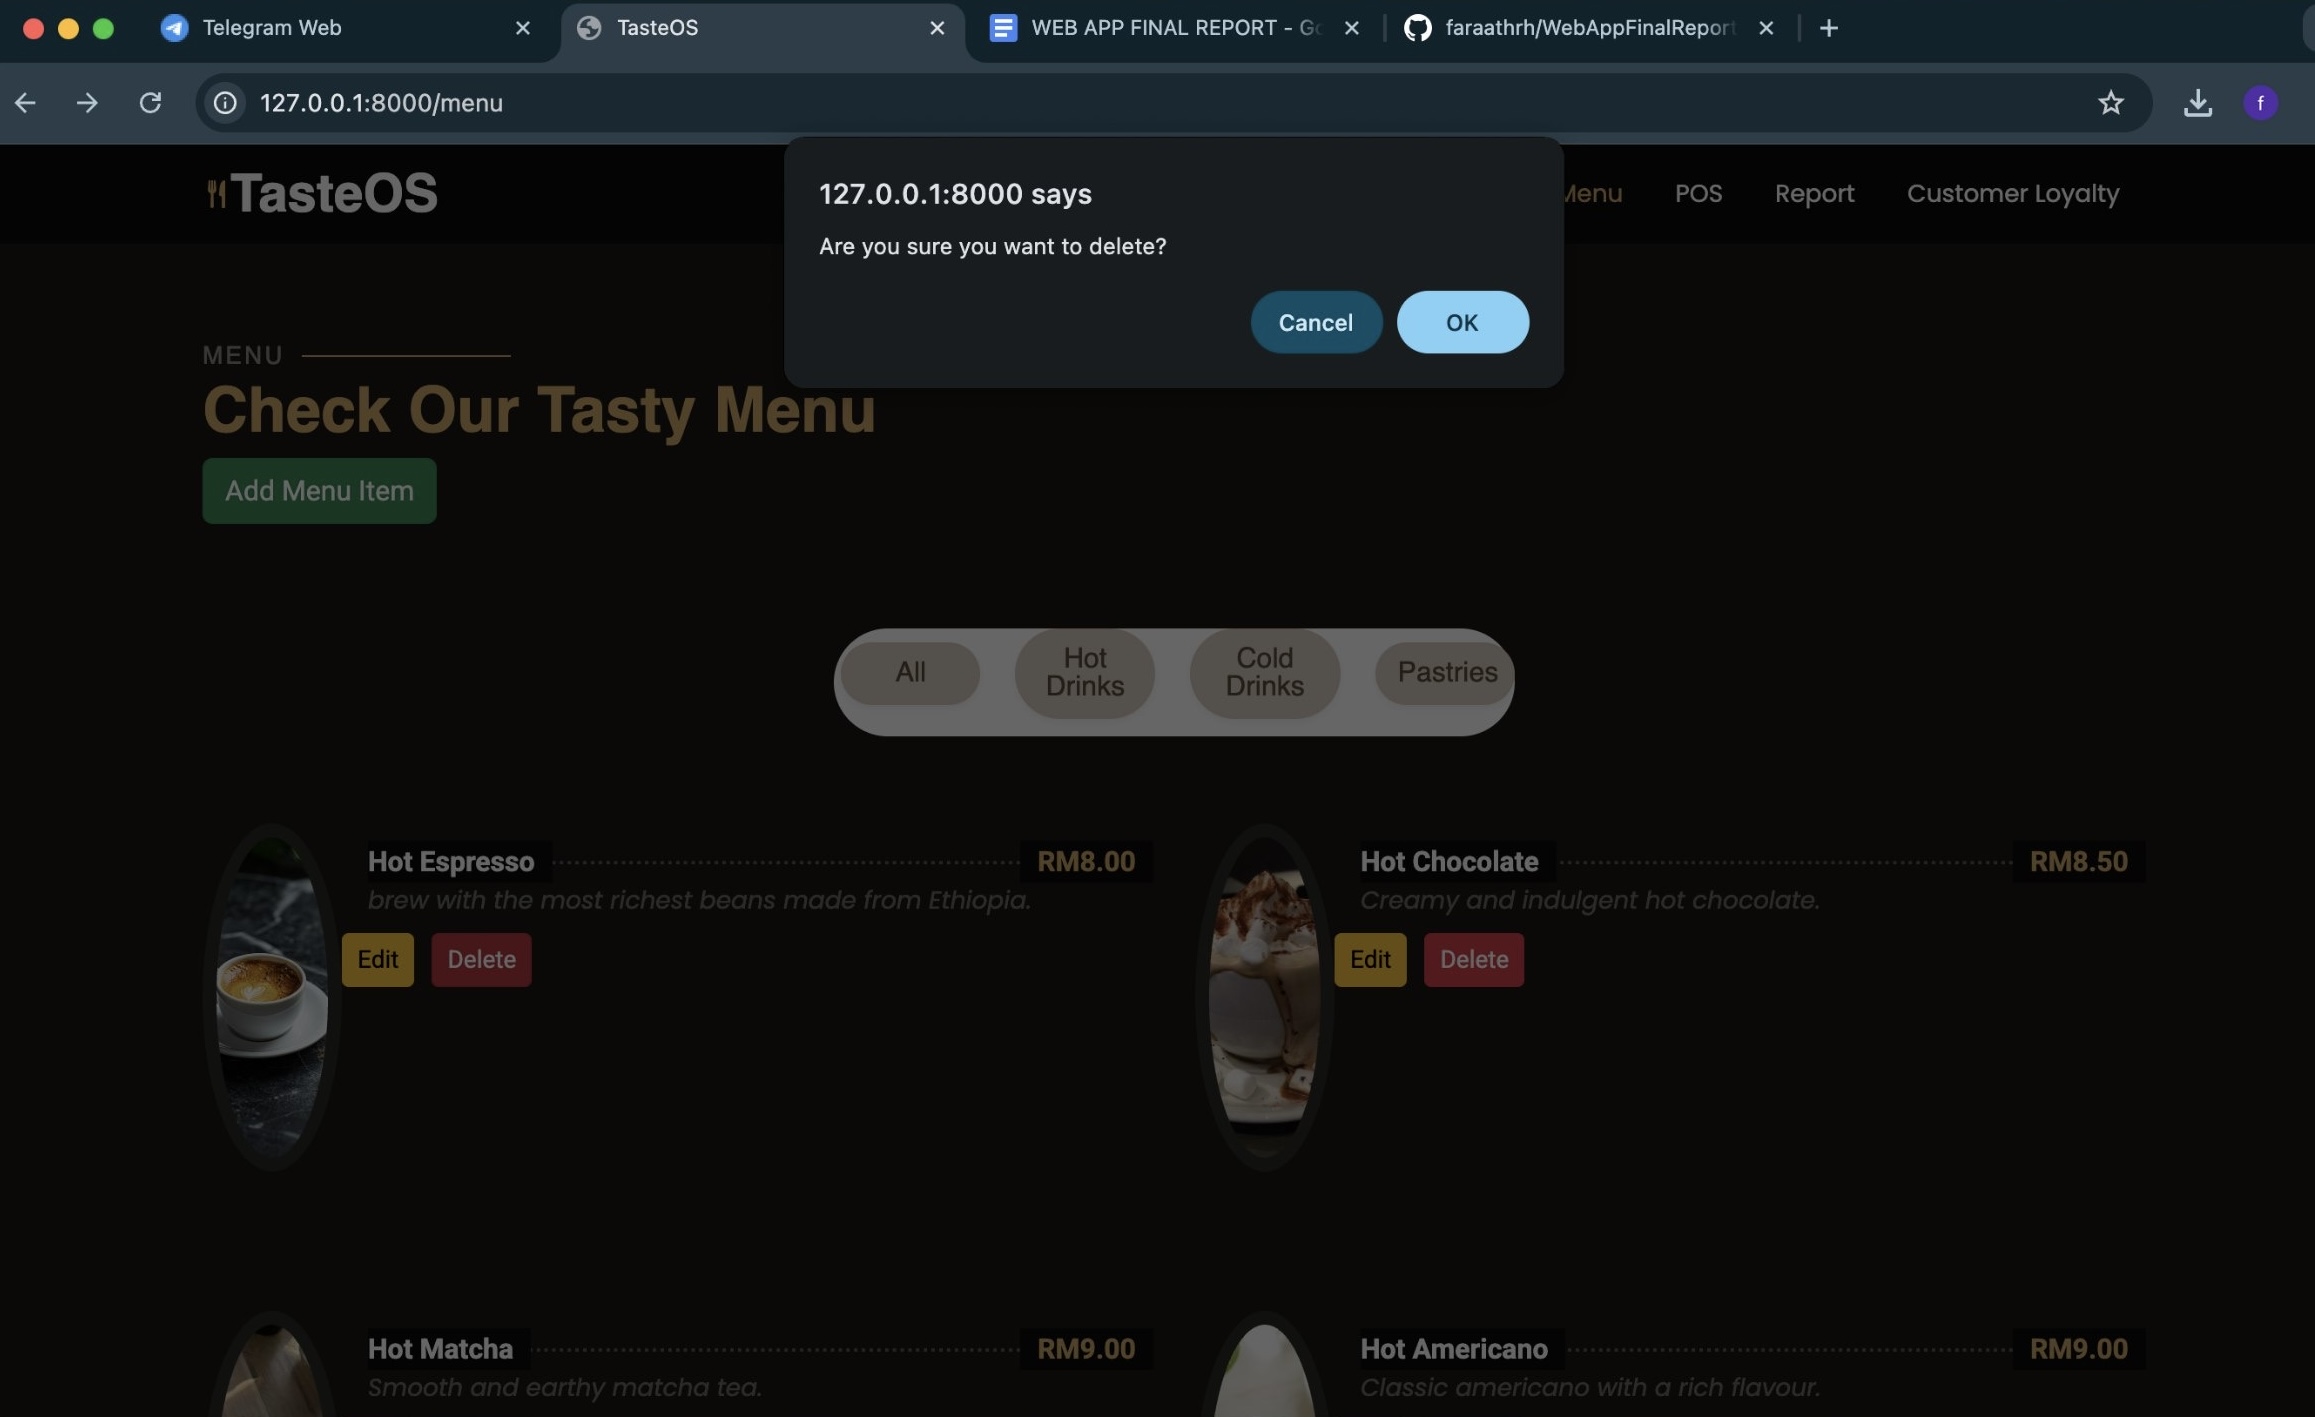 Telegram Web
TasteOS
WEB APP FINAL REPORT - Go
faraathrh/WebAppFinalReport
127.0.0.1:8000/menu
f
TasteOS
Menu
POS
Report
Customer Loyalty
127.0.0.1:8000 says
Are you sure you want to delete?
Cancel
OK
MENU
Check Our Tasty Menu
Add Menu Item
All
Hot
Drinks
Cold
Drinks
Pastries
Hot Espresso
RM8.00
brew with the most richest beans made from Ethiopia.
Edit
Delete
Hot Chocolate
RM8.50
Creamy and indulgent hot chocolate.
Edit
Delete
Hot Matcha
RM9.00
Smooth and earthy matcha tea.
Hot Americano
RM9.00
Classic americano with a rich flavour.